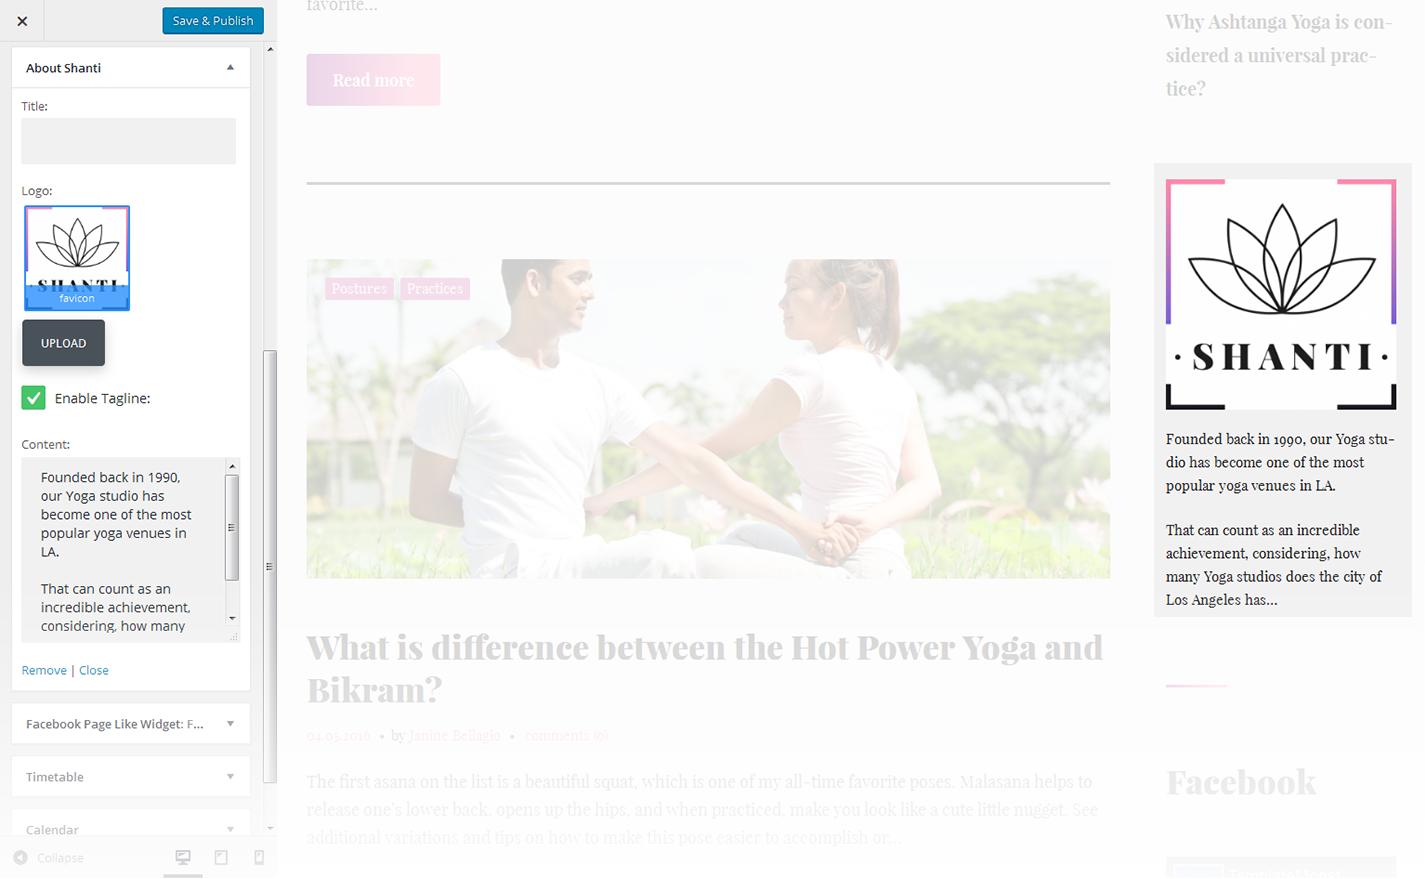 Save & Publish
About Shanti
Title:
Logo:
SHANTI
favicon
UPLOAD
Enable Tagline:
Content:
Founded back in 1990,
our Yoga studio has
become one of the most
popular yoga venues in
LA.
That can count as an
incredible achievement,
considering, how many
Remove | Close
Facebook Page Like Widget: F...
Timetable
Calendar
Collapse
favorite...
Read more
Postures
Practices
What is difference between the Hot Power Yoga and
Bikram?
04.05.2016 • by Janine Bellagio • comments (9)
The first asana on the list is a beautiful squat, which is one of my all-time favorite poses. Malasana helps to
release one's lower back, opens up the hips, and when practiced, make you look like a cute little nugget. See
additional variations and tips on how to make this pose easier to accomplish or...
Why Ashtanga Yoga is con-
sidered a universal prac-
tice?
· SHANTI ·
Founded back in 1990, our Yoga stu-
dio has become one of the most
popular yoga venues in LA.
That can count as an incredible
achievement, considering, how
many Yoga studios does the city of
Los Angeles has...
Facebook